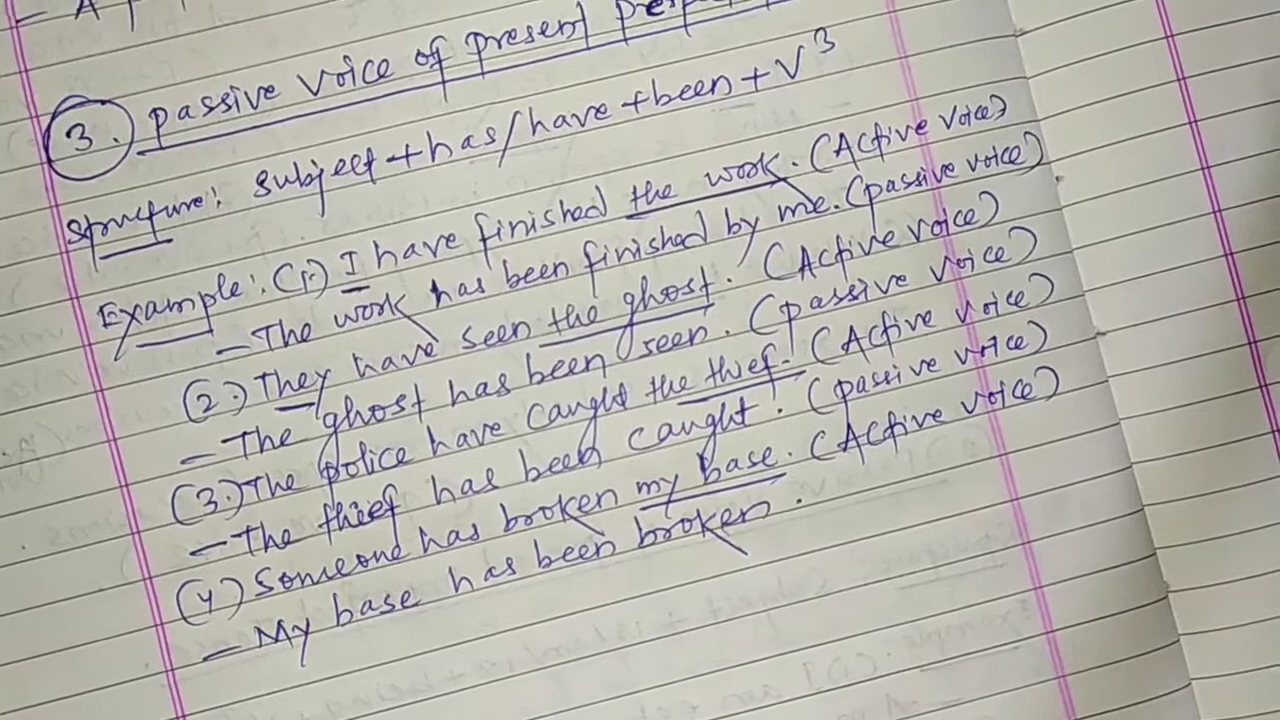 3. Passive voice of present
Structure: subject + has/have + been + V3
Example: (1.) I have finished the work. (Active voice)
- The work has been finished by me. (passive voice)
(2.) They have seen the ghost. (Active voice)
- The ghost has been seen. (passive voice)
(3.) The police have caught the thief. (Active voice)
- The thief has been caught. (passive voice)
(4) Someone has broken my base. (Active voice)
- My base has been broken.